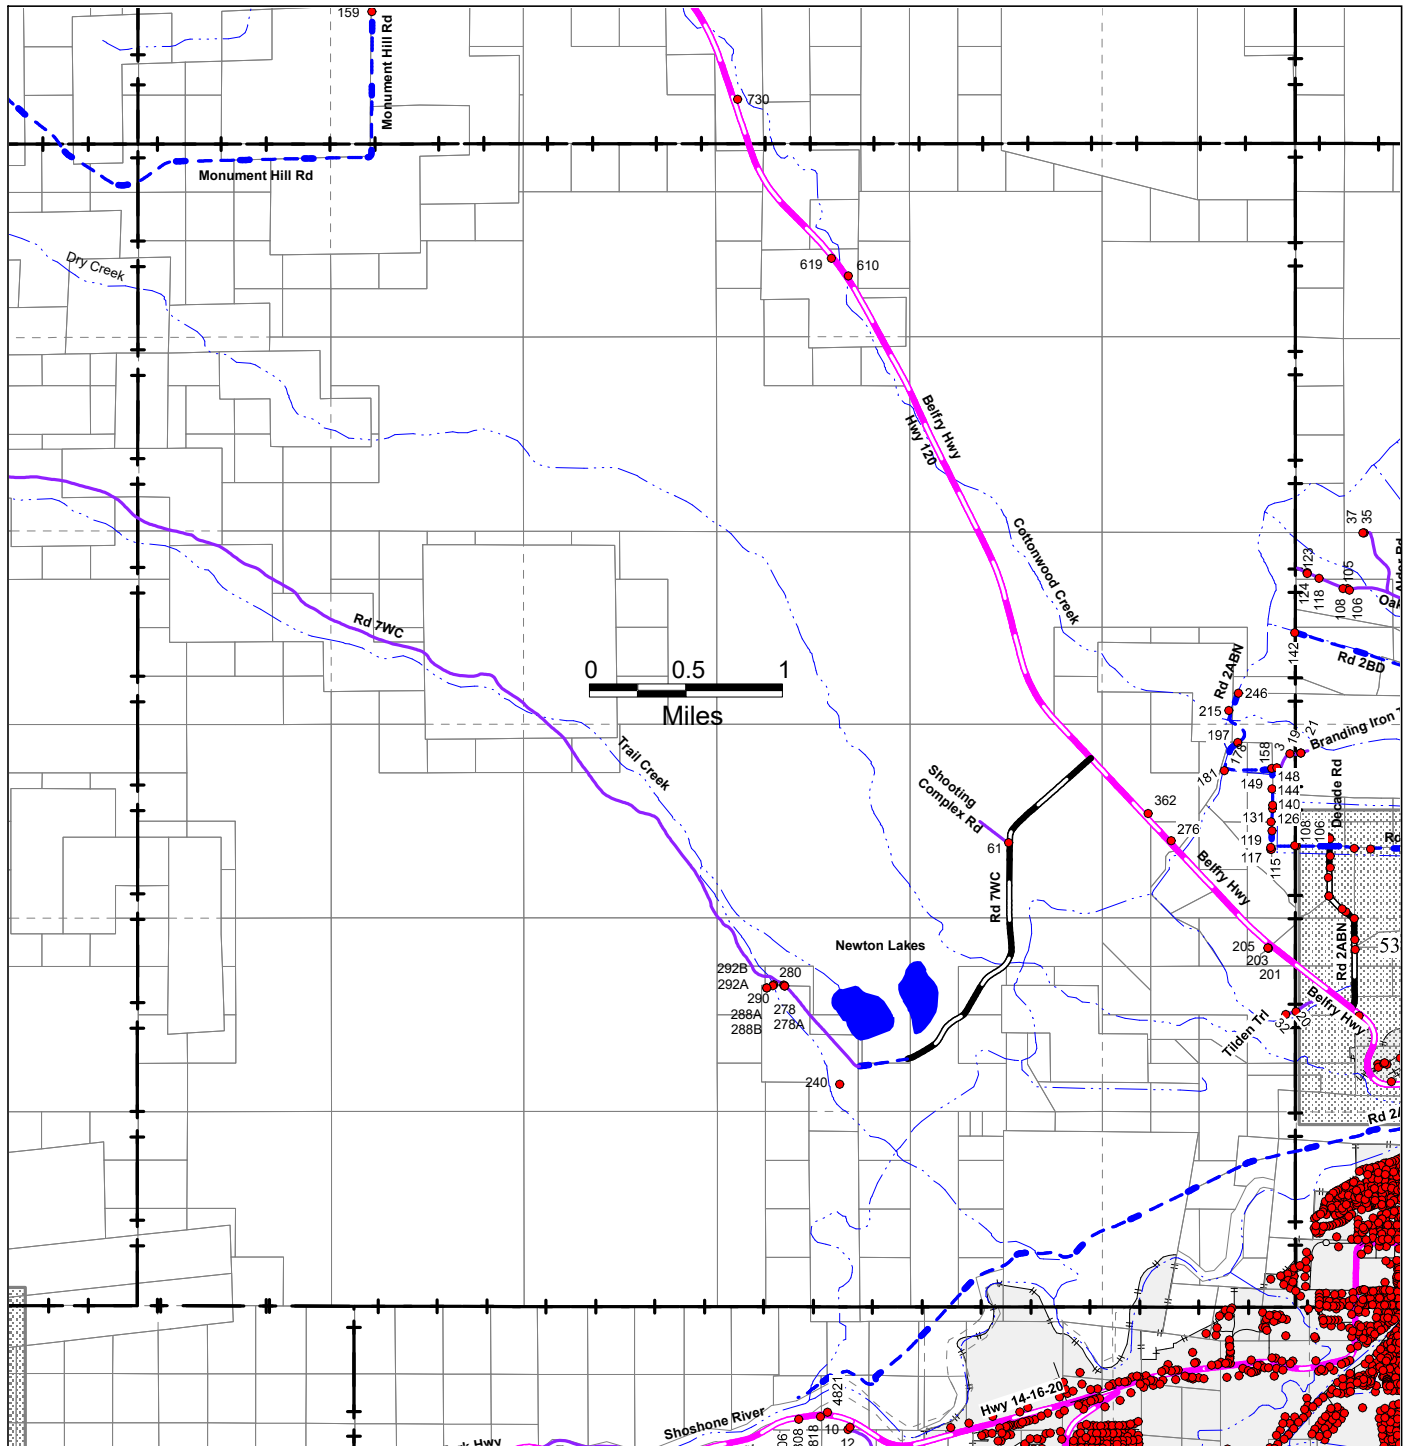 159
Monument Hill Rd
730
Monument Hill Rd
Dry Creek
619
610
Belfry Hwy
Hwy 120
Cottonwood Creek
37
35
123
124
118
105
108
106
142
Rd 2BD
Rd 7WC
0 0.5 1
Miles
Rd 2ABN
246
215
197
178
181
158
3
19
21
Branding Iron
149
148
144
140
131
126
119
117
115
108
106
Decade Rd
Trail Creek
Shooting
Complex Rd
61
362
276
Belfry Hwy
Rd 7WC
Newton Lakes
205
203
201
Rd 2ABN
53
292B
292A
290
280
278
278A
288A
288B
240
Tilden Trl
32
20
Belfry Hwy
Shoshone River
4821
10
12
Hwy 14-16-20
Hwy